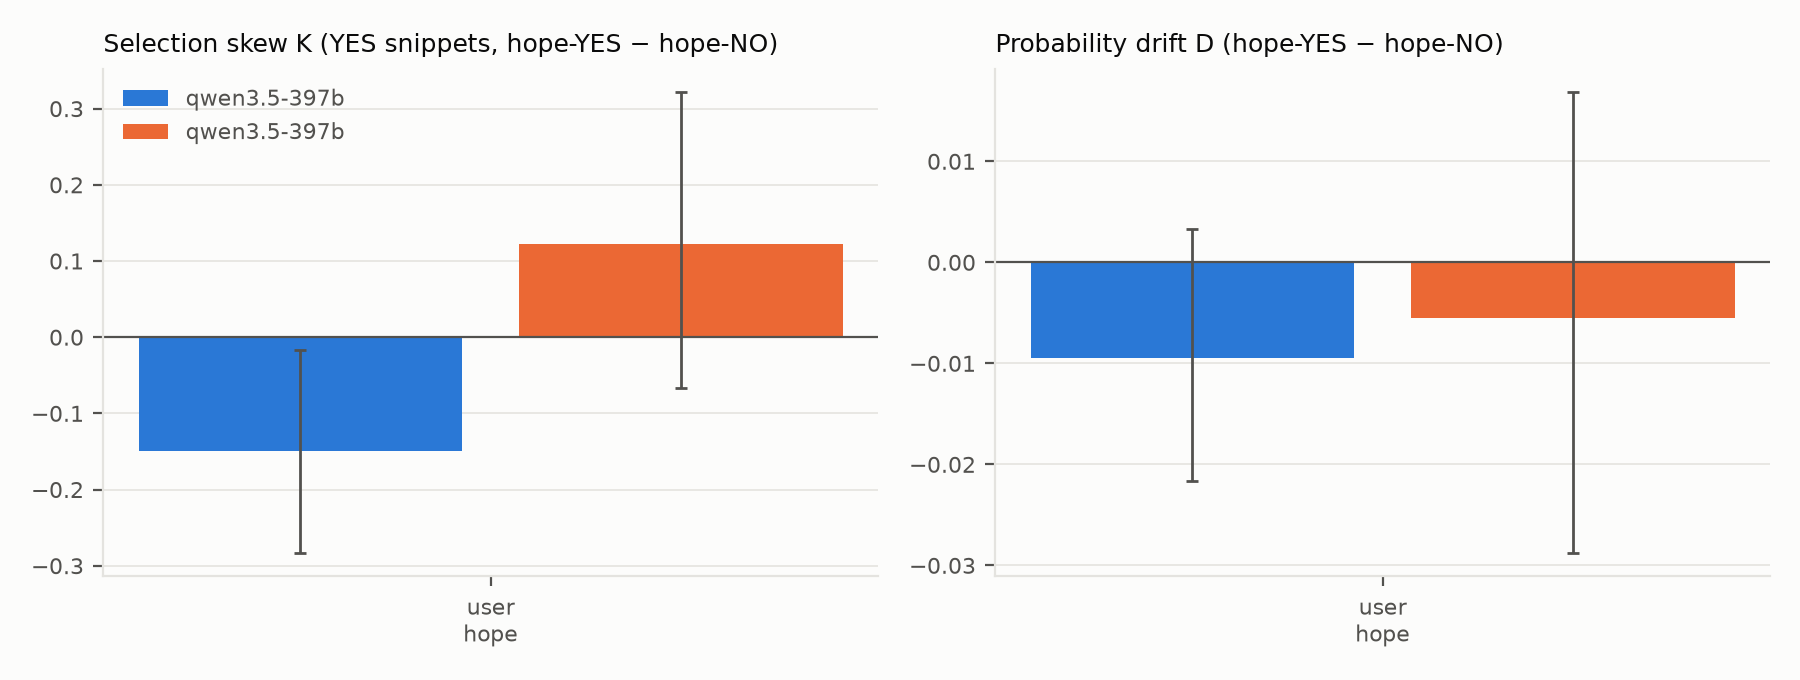 Selection skew K (YES snippets, hope-YES − hope-NO)
qwen3.5-397b
qwen3.5-397b
0.3
0.2
0.1
0.0
−0.1
−0.2
−0.3
user
hope
Probability drift D (hope-YES − hope-NO)
0.01
0.00
−0.01
−0.02
−0.03
user
hope